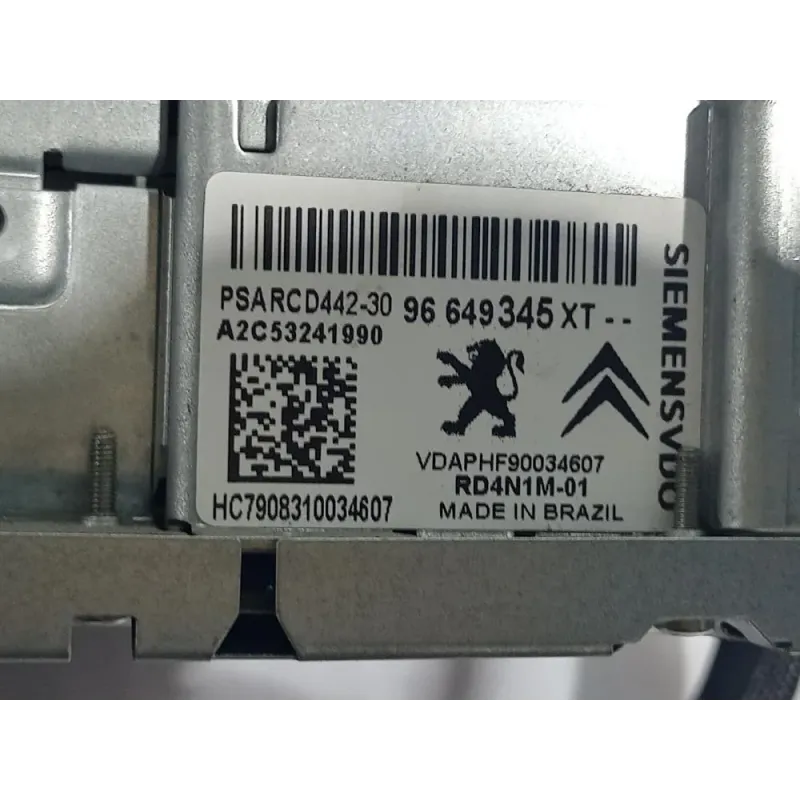 PSARCD442-30 96 649345 XT --
A2C53241990
SIEMENSVDO
VDAPHF90034607
RD4N1M-01
HC7908310034607
MADE IN BRAZIL